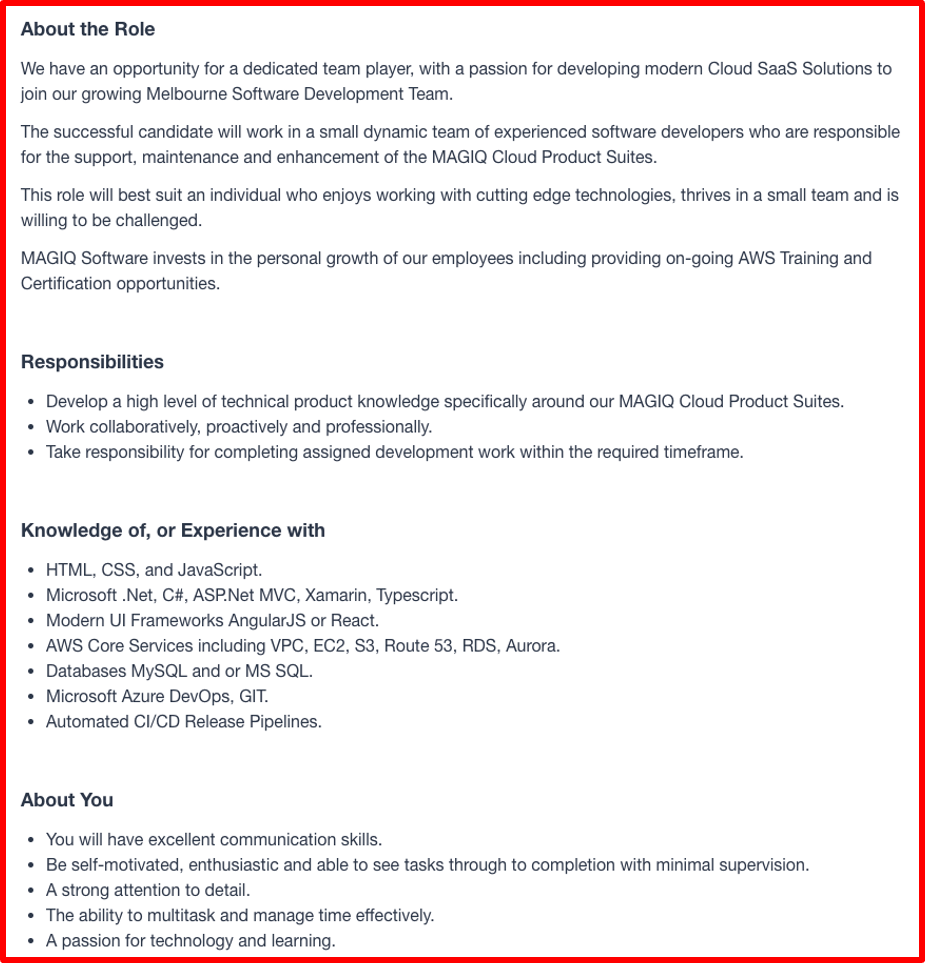 About the Role
We have an opportunity for a dedicated team player, with a passion for developing modern Cloud SaaS Solutions to
join our growing Melbourne Software Development Team.
The successful candidate will work in a small dynamic team of experienced software developers who are responsible
for the support, maintenance and enhancement of the MAGIQ Cloud Product Suites.
This role will best suit an individual who enjoys working with cutting edge technologies, thrives in a small team and is
willing to be challenged.
MAGIQ Software invests in the personal growth of our employees including providing on-going AWS Training and
Certification opportunities.
Responsibilities
• Develop a high level of technical product knowledge specifically around our MAGIQ Cloud Product Suites.
• Work collaboratively, proactively and professionally.
• Take responsibility for completing assigned development work within the required timeframe.
Knowledge of, or Experience with
• HTML, CSS, and JavaScript.
• Microsoft .Net, C#, ASP.Net MVC, Xamarin, Typescript.
• Modern UI Frameworks AngularJS or React.
• AWS Core Services including VPC, EC2, S3, Route 53, RDS, Aurora.
• Databases MySQL and or MS SQL.
• Microsoft Azure DevOps, GIT.
• Automated CI/CD Release Pipelines.
About You
• You will have excellent communication skills.
• Be self-motivated, enthusiastic and able to see tasks through to completion with minimal supervision.
• A strong attention to detail.
• The ability to multitask and manage time effectively.
• A passion for technology and learning.